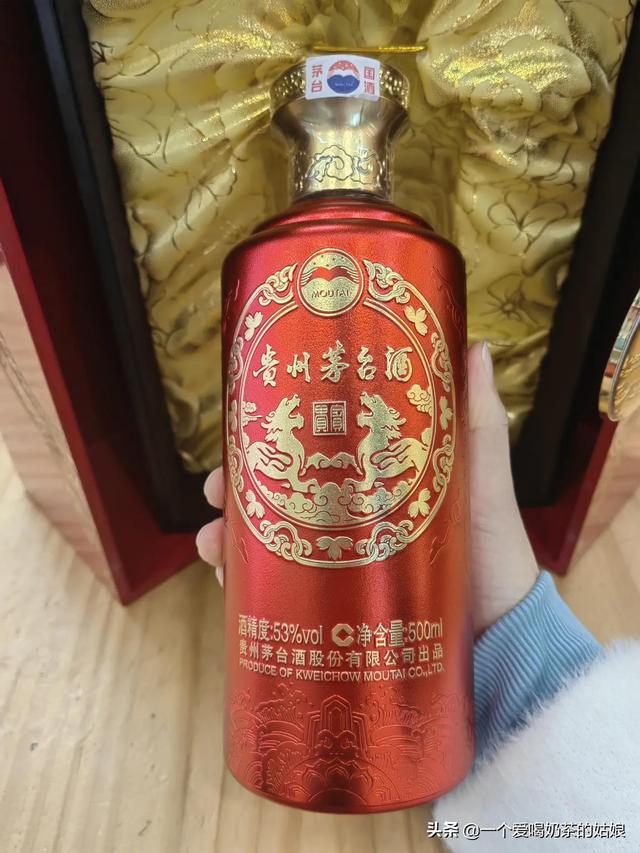 茅台 国酒
MOUTAI
贵州茅台酒
酒精度:53%vol 净含量:500ml
贵州茅台酒股份有限公司出品
PRODUCE OF KWEICHOW MOUTAI CO.,LTD.
头条 @一个爱喝奶茶的姑娘